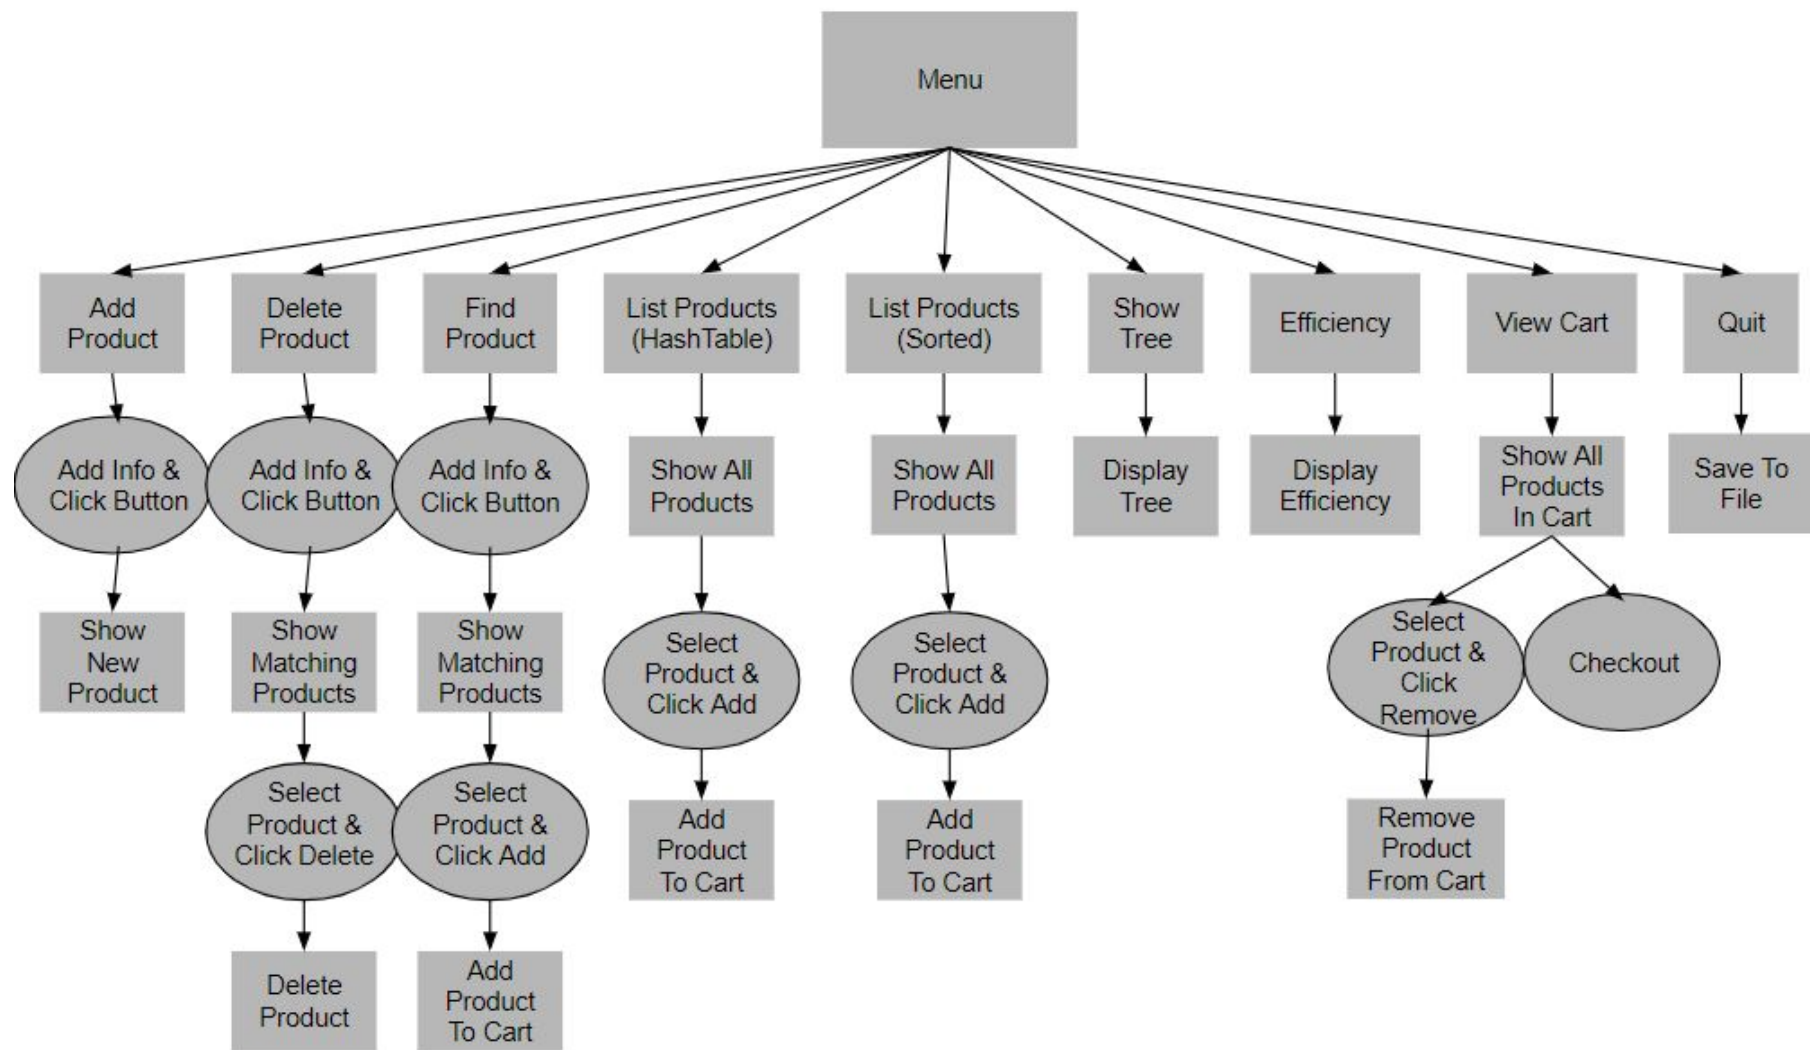 Menu
Add
Product
Delete
Product
Find
Product
List Products
(HashTable)
List Products
(Sorted)
Show
Tree
Efficiency
View Cart
Quit
Add Info &
Click Button
Add Info &
Click Button
Add Info &
Click Button
Show All
Products
Show All
Products
Display
Tree
Display
Efficiency
Show All
Products
In Cart
Save To
File
Show
New
Product
Show
Matching
Products
Show
Matching
Products
Select
Product &
Click Add
Select
Product &
Click Add
Select
Product &
Click
Remove
Checkout
Select
Product &
Click Delete
Select
Product &
Click Add
Add
Product
To Cart
Add
Product
To Cart
Remove
Product
From Cart
Delete
Product
Add
Product
To Cart